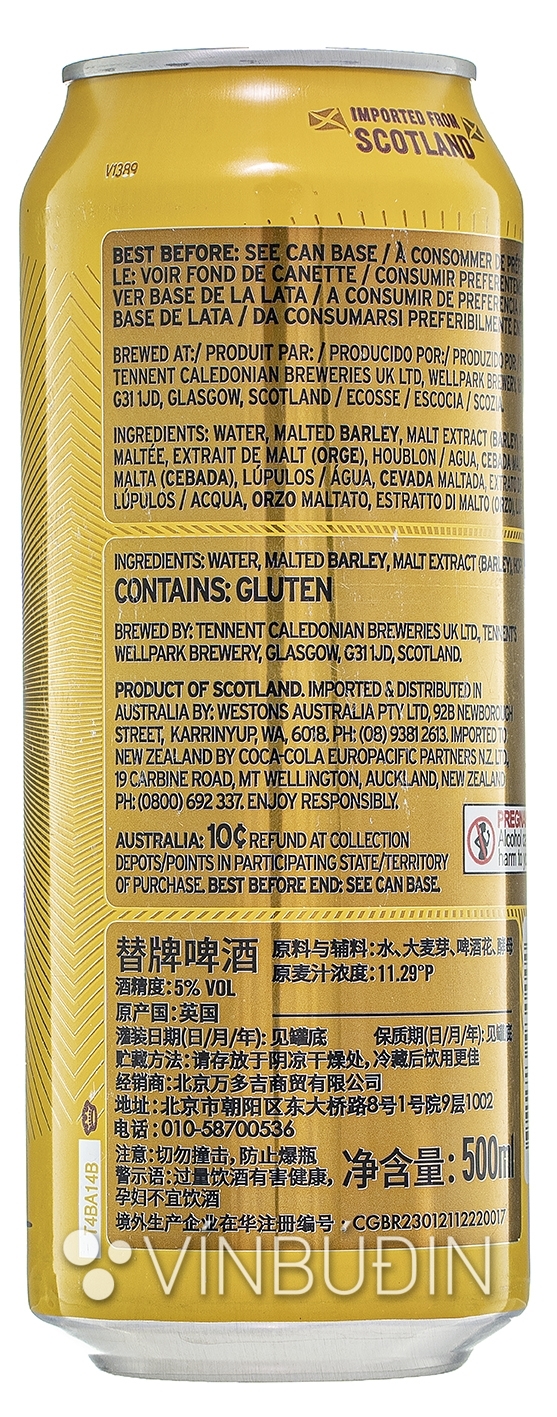 IMPORTED FROM
SCOTLAND
V1389
BEST BEFORE: SEE CAN BASE / À CONSOMMER DE
LE: VOIR FOND DE CANETTE / CONSUMIR
VER BASE DE LA LATA / A CONSUMIR DE
BASE DE LATA / DA CONSUMARSI PREFERIBILMENTE
BREWED AT:/ PRODUIT PAR: / PRODUCIDO POR:/ PRODUZIDO POR
TENNENT CALEDONIAN BREWERIES UK LTD, WELLPARK BREWERY,
G31 1JD, GLASGOW, SCOTLAND / ECOSSE / ESCOCIA / SCOZIA.
INGREDIENTS: WATER, MALTED BARLEY, MALT EXTRACT (BARLEY),
MALTÉE, EXTRAIT DE MALT (ORGE), HOUBLON / AGUA, CEBADA
MALTA (CEBADA), LÚPULOS / ÁGUA, CEVADA MALTADA, EXTRATO DE
LÚPULOS / ACQUA, ORZO MALTATO, ESTRATTO DI MALTO (ORZO),
INGREDIENTS: WATER, MALTED BARLEY, MALT EXTRACT (BARLEY), HOPS
CONTAINS: GLUTEN
BREWED BY: TENNENT CALEDONIAN BREWERIES UK LTD, TENNENT'S
WELLPARK BREWERY, GLASGOW, G31 1JD, SCOTLAND.
PRODUCT OF SCOTLAND. IMPORTED & DISTRIBUTED IN
AUSTRALIA BY: WESTONS AUSTRALIA PTY LTD, 92B NEWBOROUGH
STREET, KARRINYUP, WA, 6018. PH: (08) 9381 2613. IMPORTED TO
NEW ZEALAND BY COCA-COLA EUROPACIFIC PARTNERS N.Z. LTD,
19 CARBINE ROAD, MT WELLINGTON, AUCKLAND, NEW ZEALAND
PH: (0800) 692 337. ENJOY RESPONSIBLY.
PREGNA
Alcohol
harm to
AUSTRALIA: 10¢ REFUND AT COLLECTION
DEPOTS/POINTS IN PARTICIPATING STATE/TERRITORY
OF PURCHASE. BEST BEFORE END: SEE CAN BASE.
替牌啤酒 原料与辅料:水、大麦芽、啤酒花、酵母
原麦汁浓度:11.29°P
酒精度:5% VOL
原产国:英国
灌装日期(日/月/年):见罐底 保质期(日/月/年):见罐底
贮藏方法:请存放于阴凉干燥处,冷藏后饮用更佳
经销商:北京万多吉商贸有限公司
地址:北京市朝阳区东大桥路8号1号院9层1002
电话:010-58700536
注意:切勿撞击,防止爆瓶
警示语:过量饮酒有害健康,
孕妇不宜饮酒
净含量:500ml
境外生产企业在华注册编号:CGBR23012112220017
T4BA14B
VÍNBÚÐIN